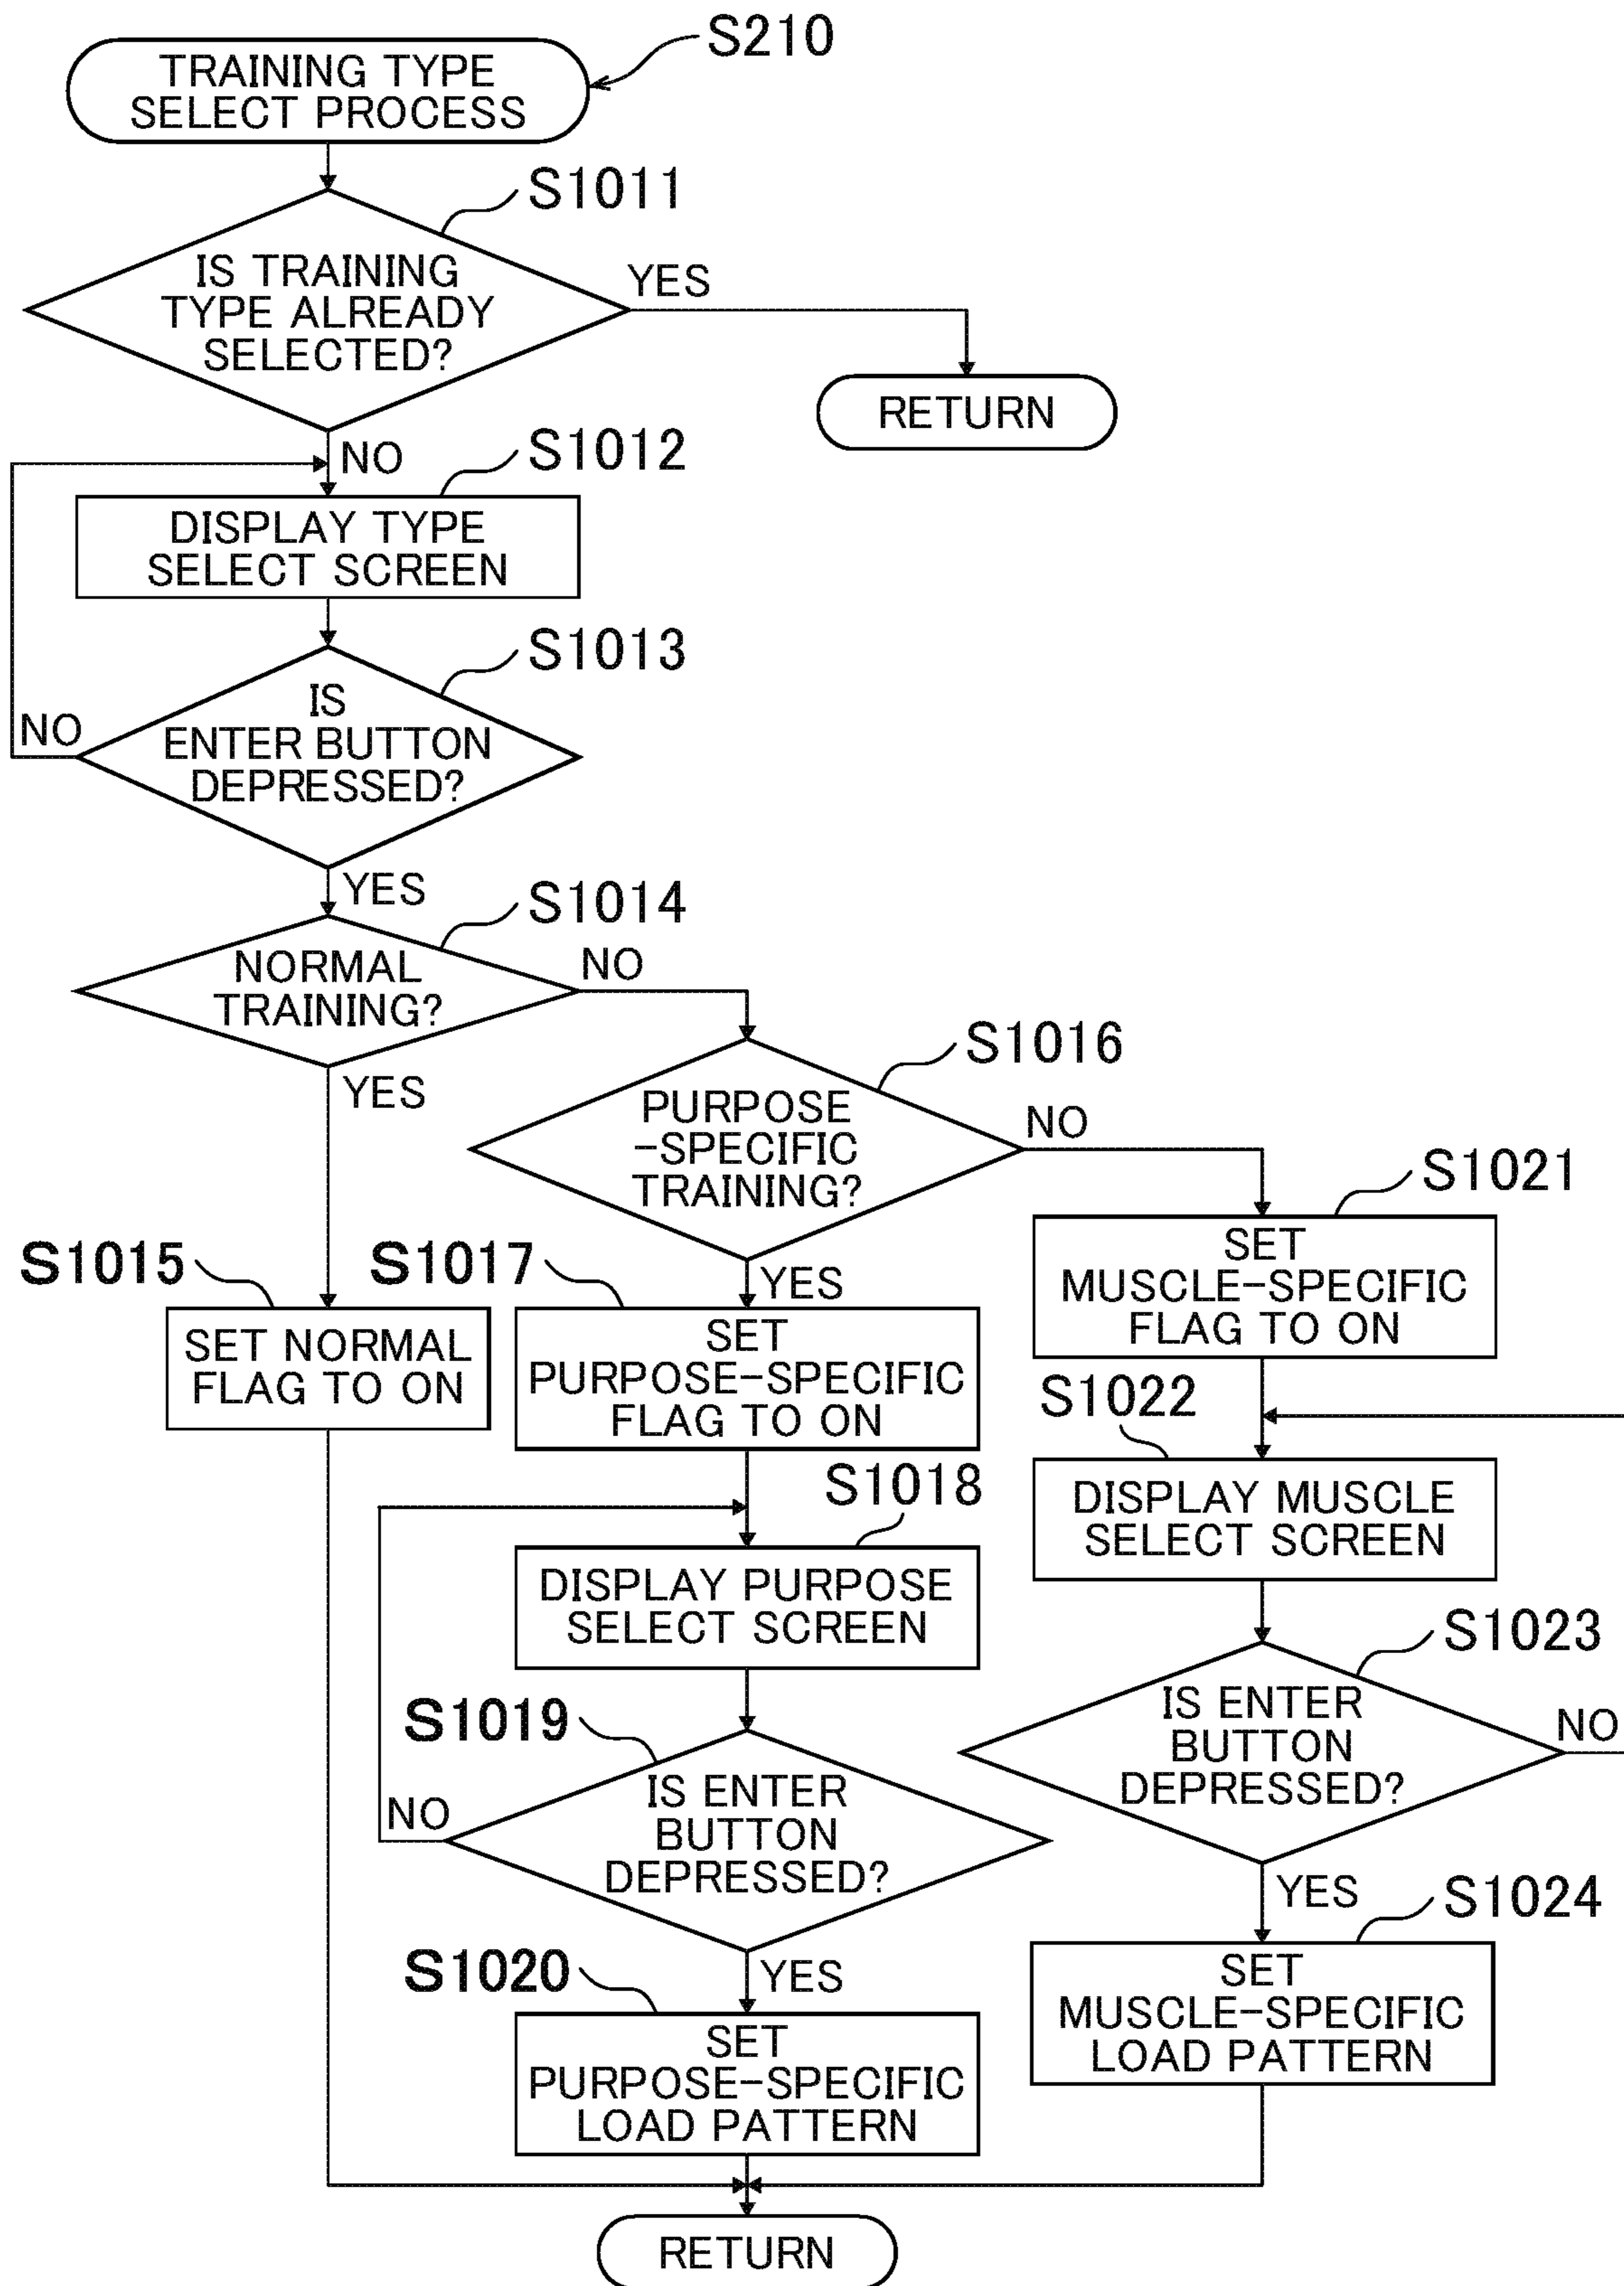 S210
TRAINING TYPE
SELECT PROCESS
S1011
IS TRAINING
TYPE ALREADY
SELECTED?
YES
RETURN
NO
S1012
DISPLAY TYPE
SELECT SCREEN
S1013
IS
ENTER BUTTON
DEPRESSED?
NO
YES
S1014
NORMAL
TRAINING?
NO
YES
S1016
PURPOSE
-SPECIFIC
TRAINING?
NO
YES
S1015
SET NORMAL
FLAG TO ON
S1017
SET
PURPOSE-SPECIFIC
FLAG TO ON
S1018
DISPLAY PURPOSE
SELECT SCREEN
S1019
IS ENTER
BUTTON
DEPRESSED?
NO
YES
S1020
SET
PURPOSE-SPECIFIC
LOAD PATTERN
S1021
SET
MUSCLE-SPECIFIC
FLAG TO ON
S1022
DISPLAY MUSCLE
SELECT SCREEN
S1023
IS ENTER
BUTTON
DEPRESSED?
NO
YES
S1024
SET
MUSCLE-SPECIFIC
LOAD PATTERN
RETURN